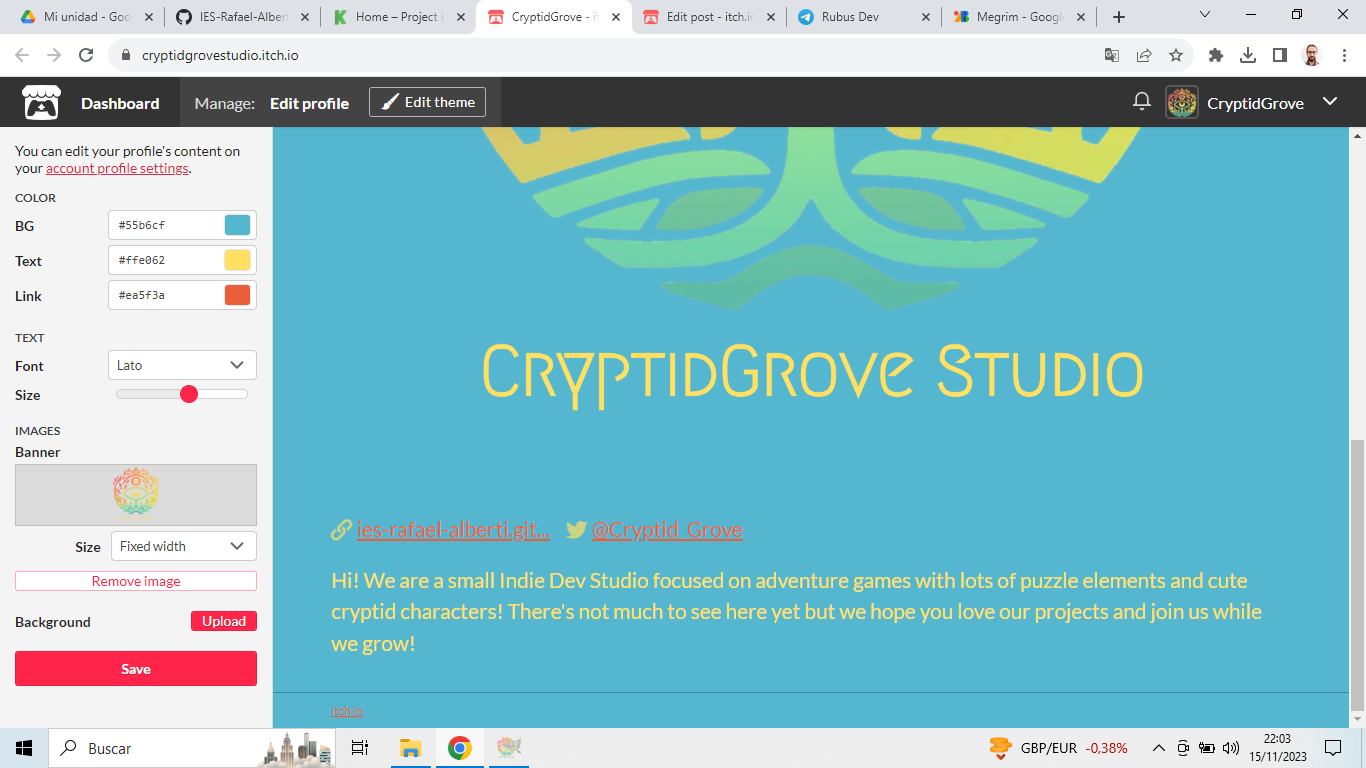 Mi unidad - Goo
IES-Rafael-Albert
Home – Project
CryptidGrove - it
Edit post - itch.io
Rubus Dev
Megrim - Googl
cryptidgrovestudio.itch.io
Dashboard
Manage: Edit profile
Edit theme
CryptidGrove
You can edit your profile's content on
your account profile settings.
COLOR
BG #55b6cf
Text #ffe062
Link #ea5f3a
TEXT
Font Lato
Size
IMAGES
Banner
Size Fixed width
Remove image
Background Upload
Save
CryptidGrove Studio
ies-rafael-alberti.git... @Cryptid_Grove
Hi! We are a small Indie Dev Studio focused on adventure games with lots of puzzle elements and cute
cryptid characters! There's not much to see here yet but we hope you love our projects and join us while
we grow!
itch.io
Buscar
GBP/EUR -0,38%
22:03
15/11/2023